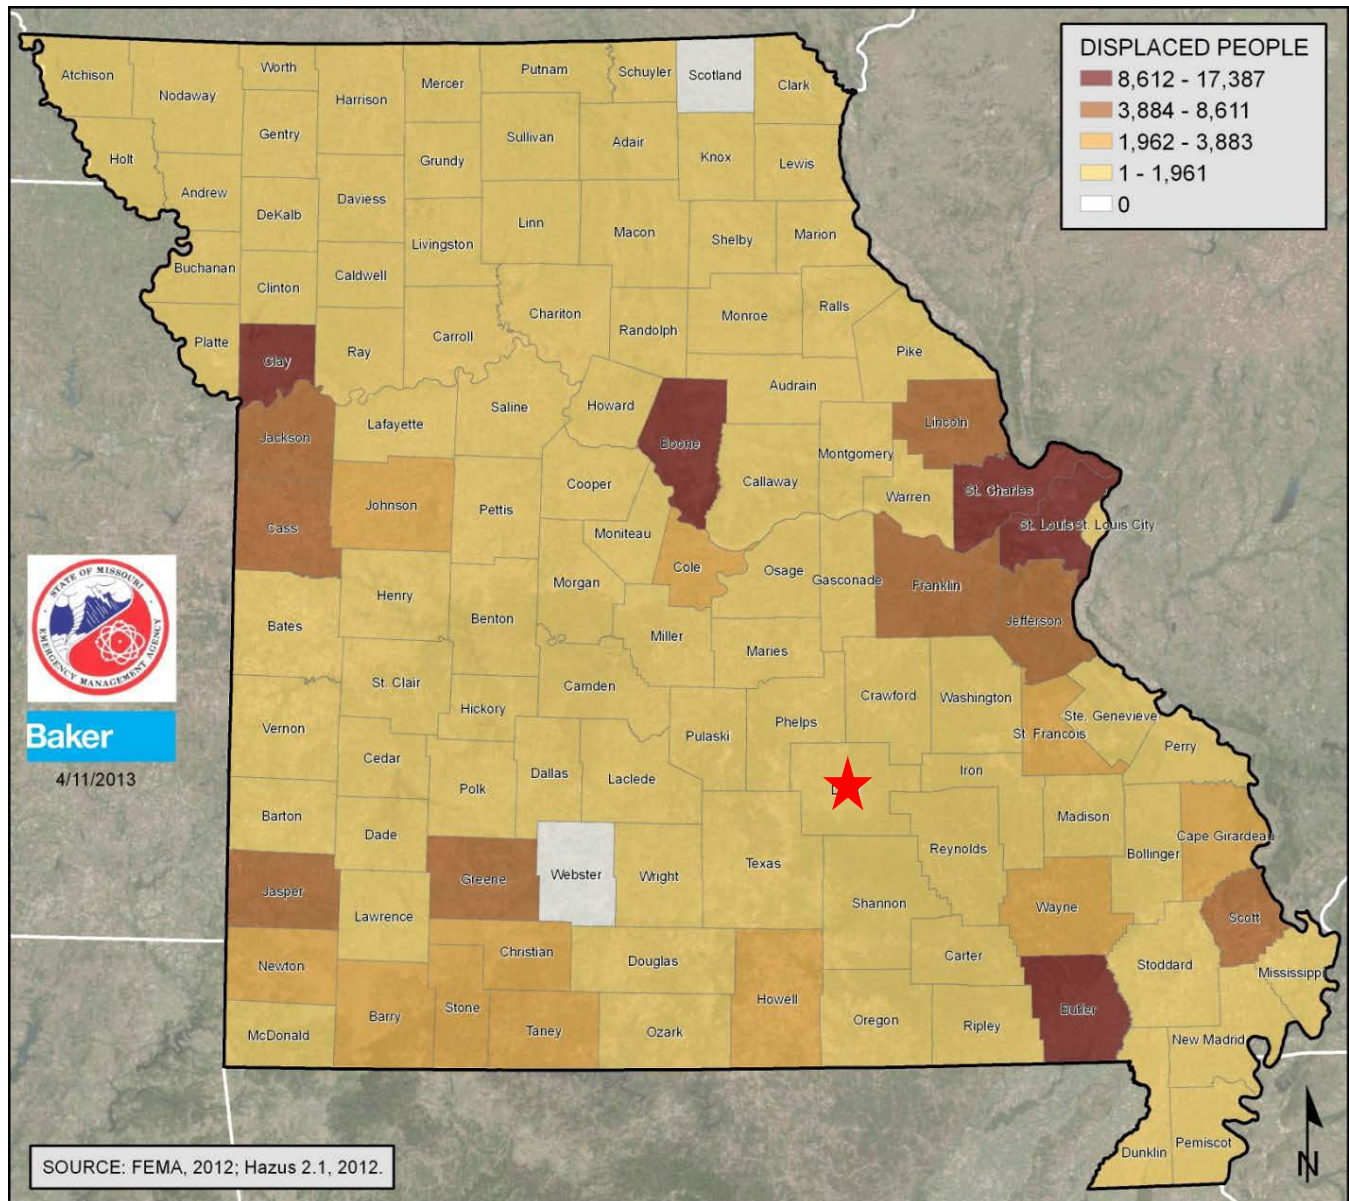 DISPLACED PEOPLE
8,612 - 17,387
3,884 - 8,611
1,962 - 3,883
1 - 1,961
0
Atchison
Nodaway
Worth
Harrison
Mercer
Putnam
Schuyler
Scotland
Clark
Gentry
Sullivan
Adair
Knox
Lewis
Holt
Grundy
Andrew
DeKalb
Daviess
Linn
Macon
Shelby
Marion
Livingston
Buchanan
Clinton
Caldwell
Chariton
Randolph
Monroe
Ralls
Platte
Clay
Ray
Carroll
Pike
Audrain
Jackson
Lafayette
Saline
Howard
Boone
Lincoln
Callaway
Montgomery
Cooper
Warren
St. Charles
Cass
Johnson
Pettis
Moniteau
St. Louis
St. Louis City
Cole
Osage
Gasconade
Franklin
Morgan
Henry
Benton
Jefferson
Bates
Miller
Maries
St. Clair
Camden
Hickory
Crawford
Washington
Ste. Genevieve
Vernon
Pulaski
Phelps
St. Francois
Perry
Cedar
Polk
Dallas
Laclede
Iron
Barton
Dade
Madison
Cape Girardeau
Texas
Reynolds
Bollinger
Jasper
Greene
Webster
Wright
Shannon
Wayne
Scott
Lawrence
Christian
Douglas
Carter
Stoddard
Mississippi
Newton
Howell
Barry
Stone
Taney
Ozark
Oregon
Ripley
Butler
McDonald
New Madrid
Dunklin
Pemiscot
STATE OF MISSOURI
EMERGENCY MANAGEMENT AGENCY
Baker
4/11/2013
SOURCE: FEMA, 2012; Hazus 2.1, 2012.
N